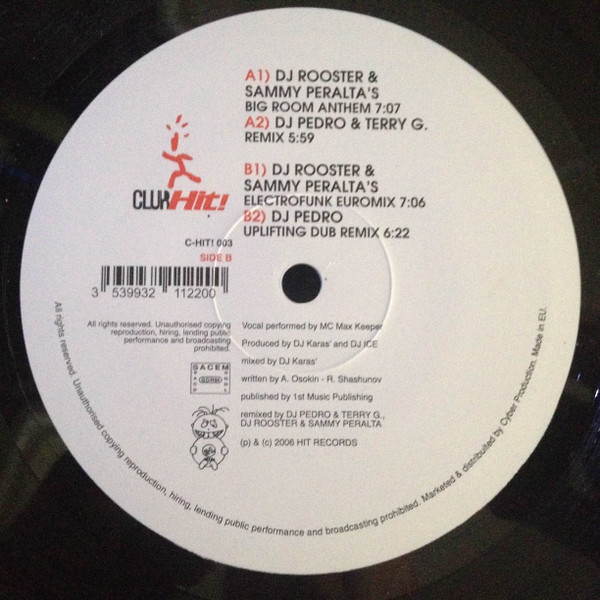 A1) DJ ROOSTER &
SAMMY PERALTA'S
BIG ROOM ANTHEM 7:07
A2) DJ PEDRO & TERRY G.
REMIX 5:59
B1) DJ ROOSTER &
SAMMY PERALTA'S
ELECTROFUNK EUROMIX 7:06
B2) DJ PEDRO
UPLIFTING DUB REMIX 6:22
CLUB Hit!
C-HIT! 003
SIDE B
3 539932 112200
All rights reserved. Unauthorised copying
reproduction, hiring, lending public
performance and broadcasting
prohibited.
Vocal performed by MC Max Keeper
Produced by DJ Karas' and DJ ICE
mixed by DJ Karas'
written by A. Osokin - R. Shashunov
published by 1st Music Publishing
remixed by DJ PEDRO & TERRY G.,
DJ ROOSTER & SAMMY PERALTA
(p) & (c) 2006 HIT RECORDS
SACEM
SDRM
All rights reserved. Unauthorised copying reproduction, hiring, lending public performance and broadcasting prohibited. Marketed & distribuited by Cyber Production. Made in EU.